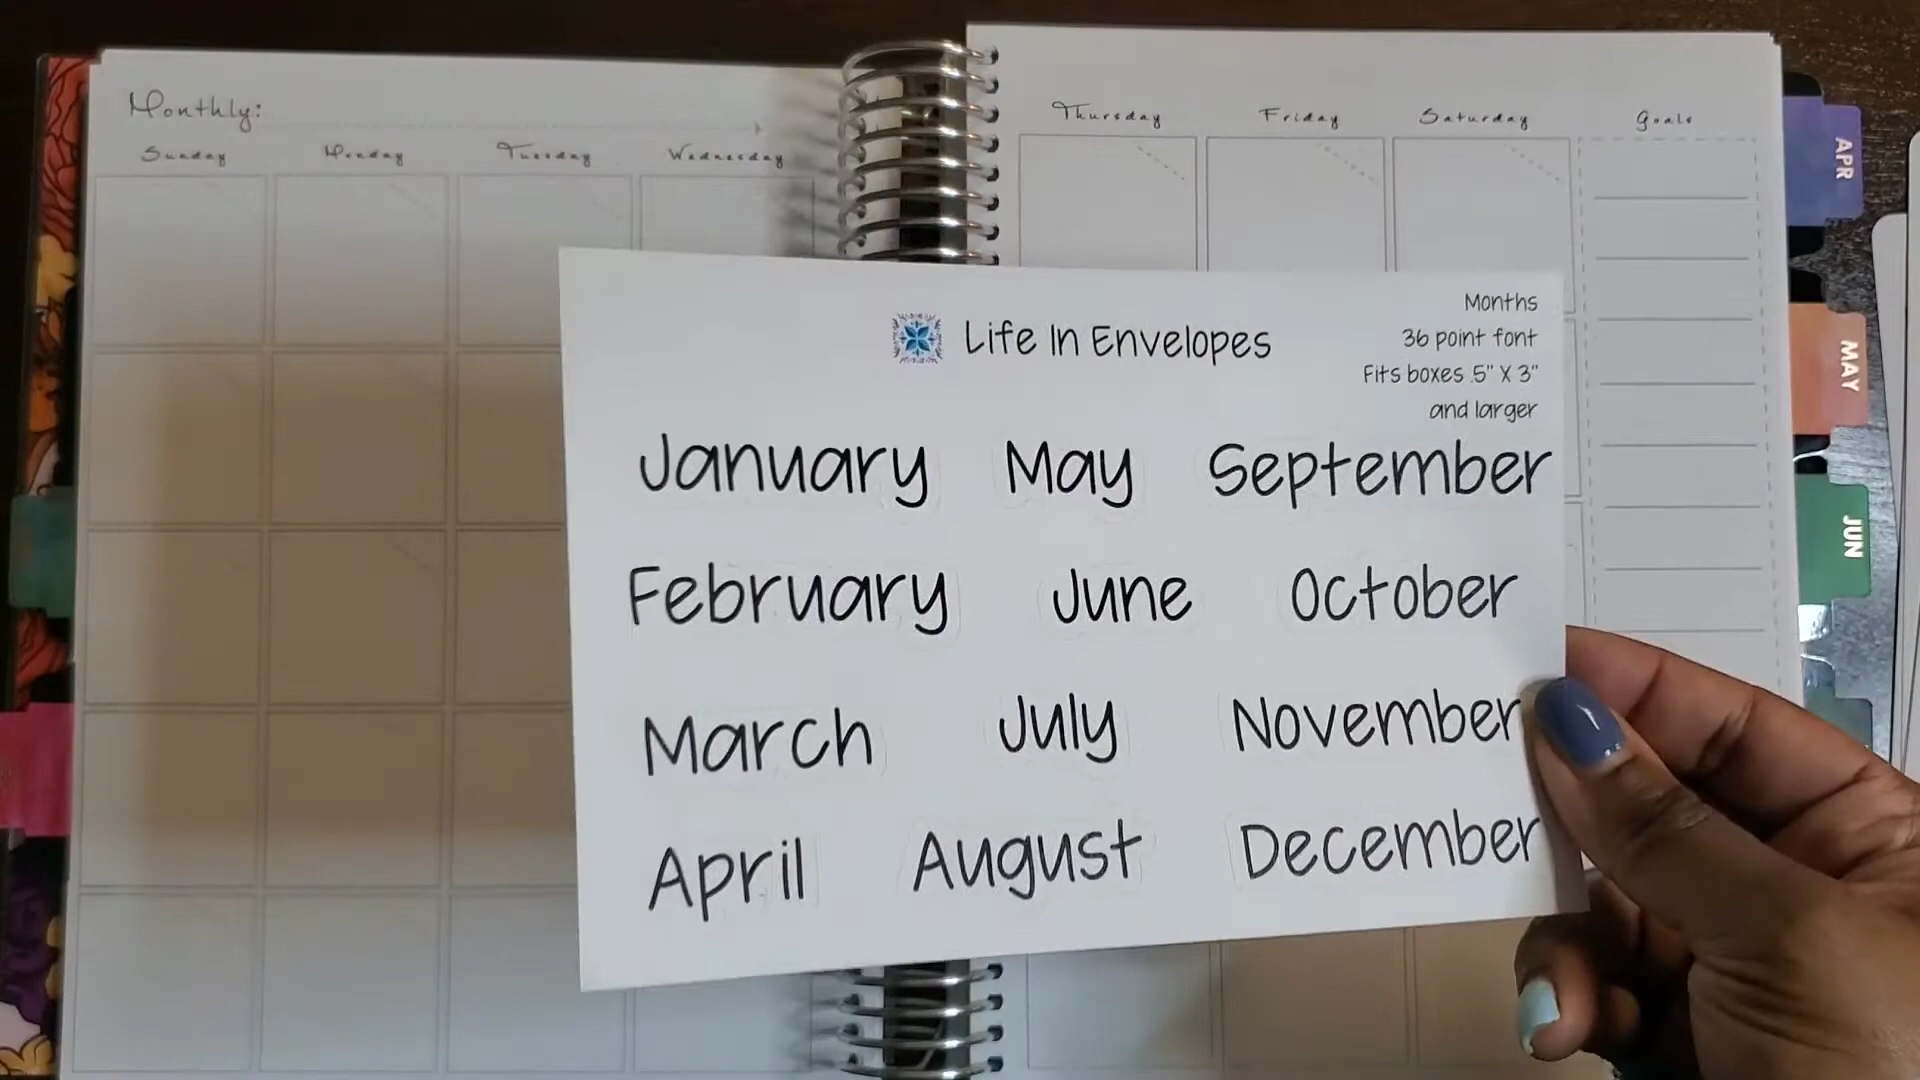 Monthly:
Sunday Monday Tuesday Wednesday
Thursday Friday Saturday Goals
APR
MAY
JUN
Life In Envelopes
Months
36 point font
Fits boxes .5" X 3"
and larger
January May September
February June October
March July November
April August December